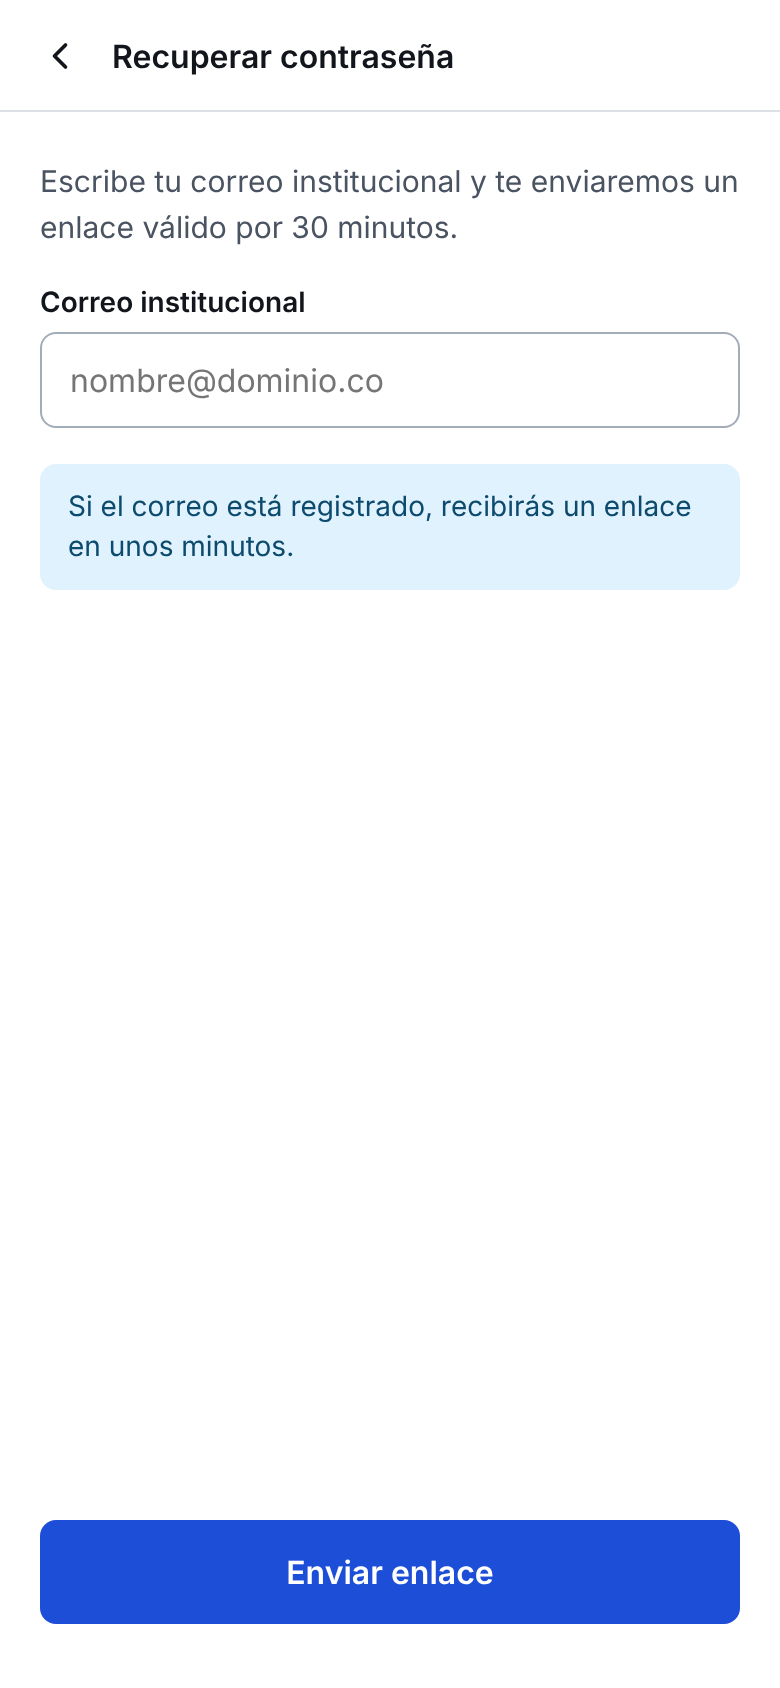 Recuperar contraseña
Escribe tu correo institucional y te enviaremos un
enlace válido por 30 minutos.
Correo institucional
nombre@dominio.co
Si el correo está registrado, recibirás un enlace
en unos minutos.
Enviar enlace